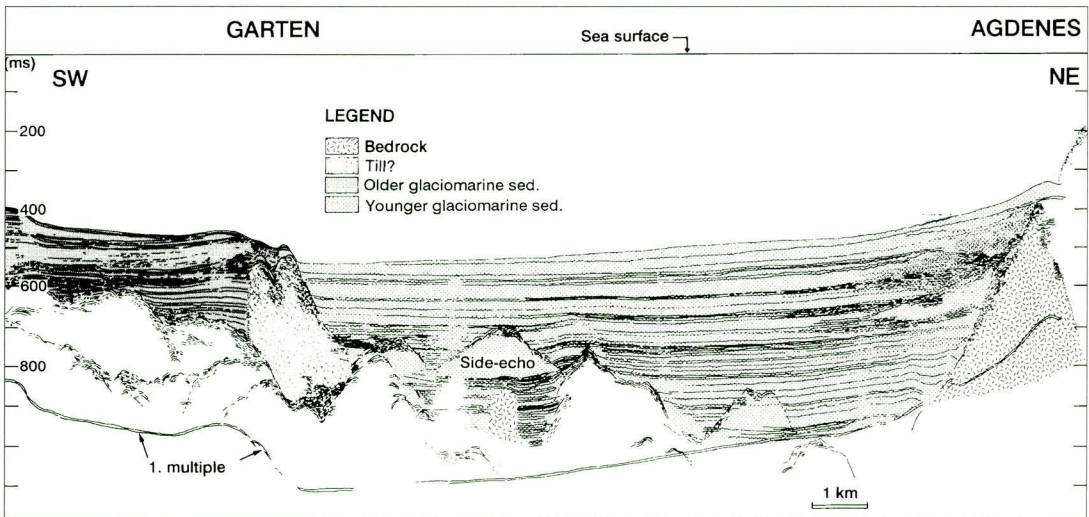 GARTEN
AGDENES
Sea surface
(ms)
SW
NE
LEGEND
Bedrock
Till?
Older glaciomarine sed.
Younger glaciomarine sed.
200
400
600
800
Side-echo
1. multiple
1 km